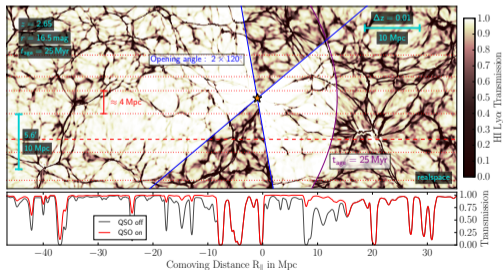 z = 2.65
r = 16.5 mag
t_age = 25 Myr
Opening angle : 2 × 120°
Δz = 0.01
10 Mpc
≈ 4 Mpc
5.6'
10 Mpc
t_age = 25 Myr
real space
1.0
0.9
0.8
0.7
0.6
0.5
0.4
0.3
0.2
0.1
0.0
HI Lyα Transmission
QSO off
QSO on
1.00
0.75
0.50
0.25
0.00
Transmission
−40 −30 −20 −10 0 10 20 30
Comoving Distance R∥ in Mpc